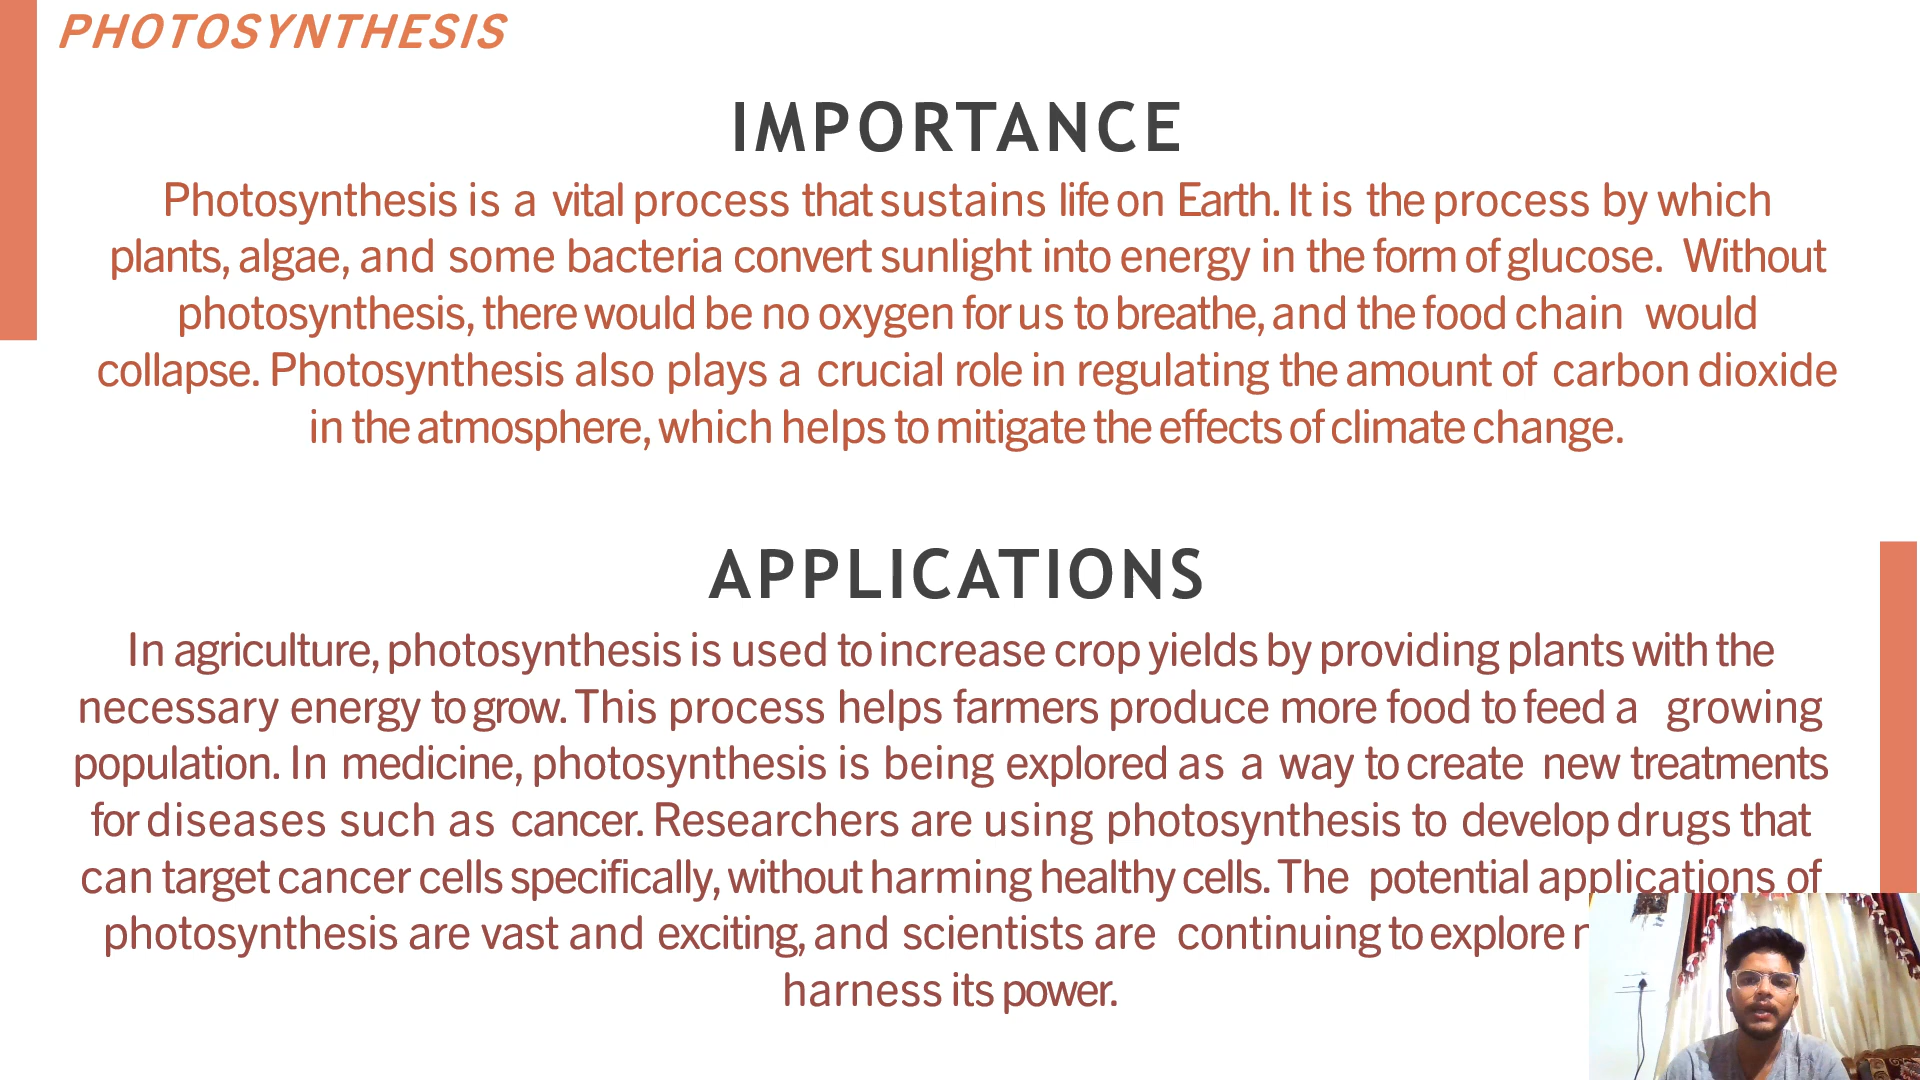 PHOTOSYNTHESIS
IMPORTANCE
Photosynthesis is a vital process that sustains life on Earth. It is the process by which
plants, algae, and some bacteria convert sunlight into energy in the form of glucose. Without
photosynthesis, there would be no oxygen for us to breathe, and the food chain would
collapse. Photosynthesis also plays a crucial role in regulating the amount of carbon dioxide
in the atmosphere, which helps to mitigate the effects of climate change.
APPLICATIONS
In agriculture, photosynthesis is used to increase crop yields by providing plants with the
necessary energy to grow. This process helps farmers produce more food to feed a growing
population. In medicine, photosynthesis is being explored as a way to create new treatments
for diseases such as cancer. Researchers are using photosynthesis to develop drugs that
can target cancer cells specifically, without harming healthy cells. The potential applications of
photosynthesis are vast and exciting, and scientists are continuing to explore
harness its power.